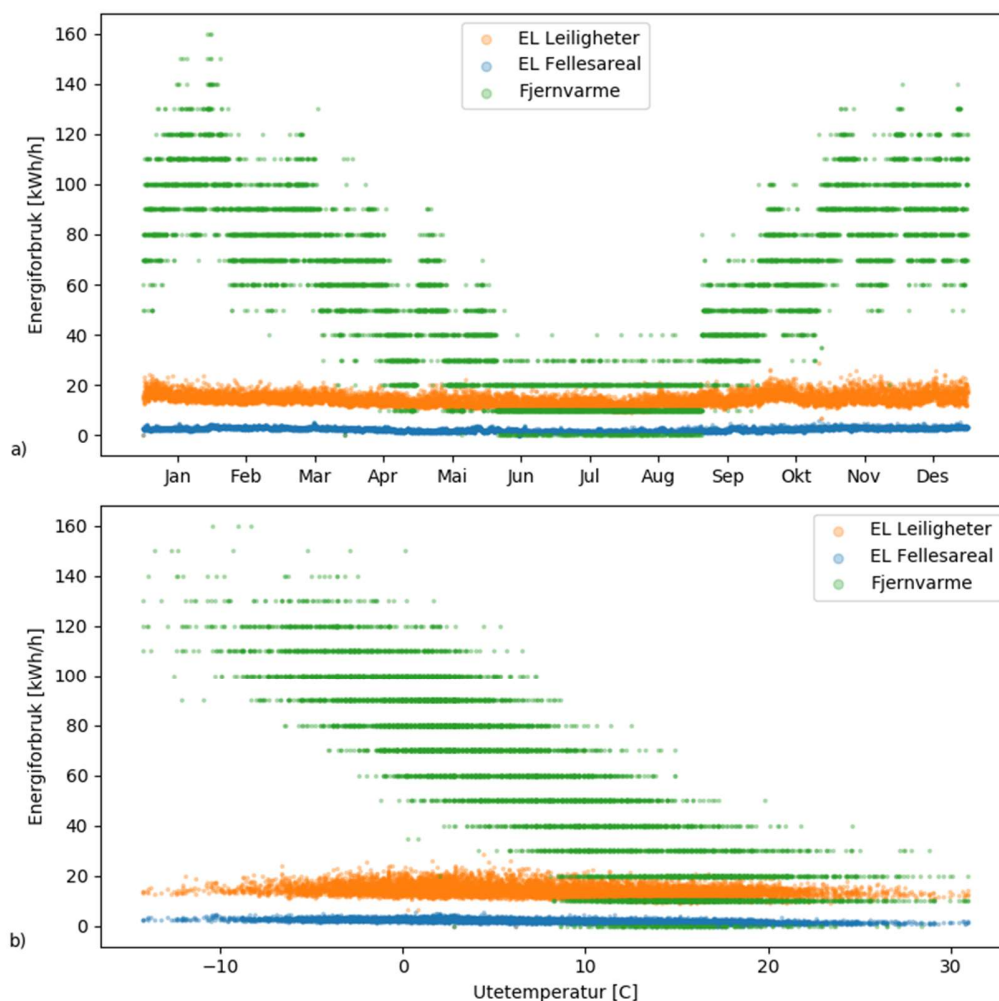 160
140
120
100
80
60
40
20
0
Energiforbruk [kWh/h]
EL Leiligheter
EL Fellesareal
Fjernvarme
a)
Jan Feb Mar Apr Mai Jun Jul Aug Sep Okt Nov Des
160
140
120
100
80
60
40
20
0
Energiforbruk [kWh/h]
EL Leiligheter
EL Fellesareal
Fjernvarme
b)
−10 0 10 20 30
Utetemperatur [C]